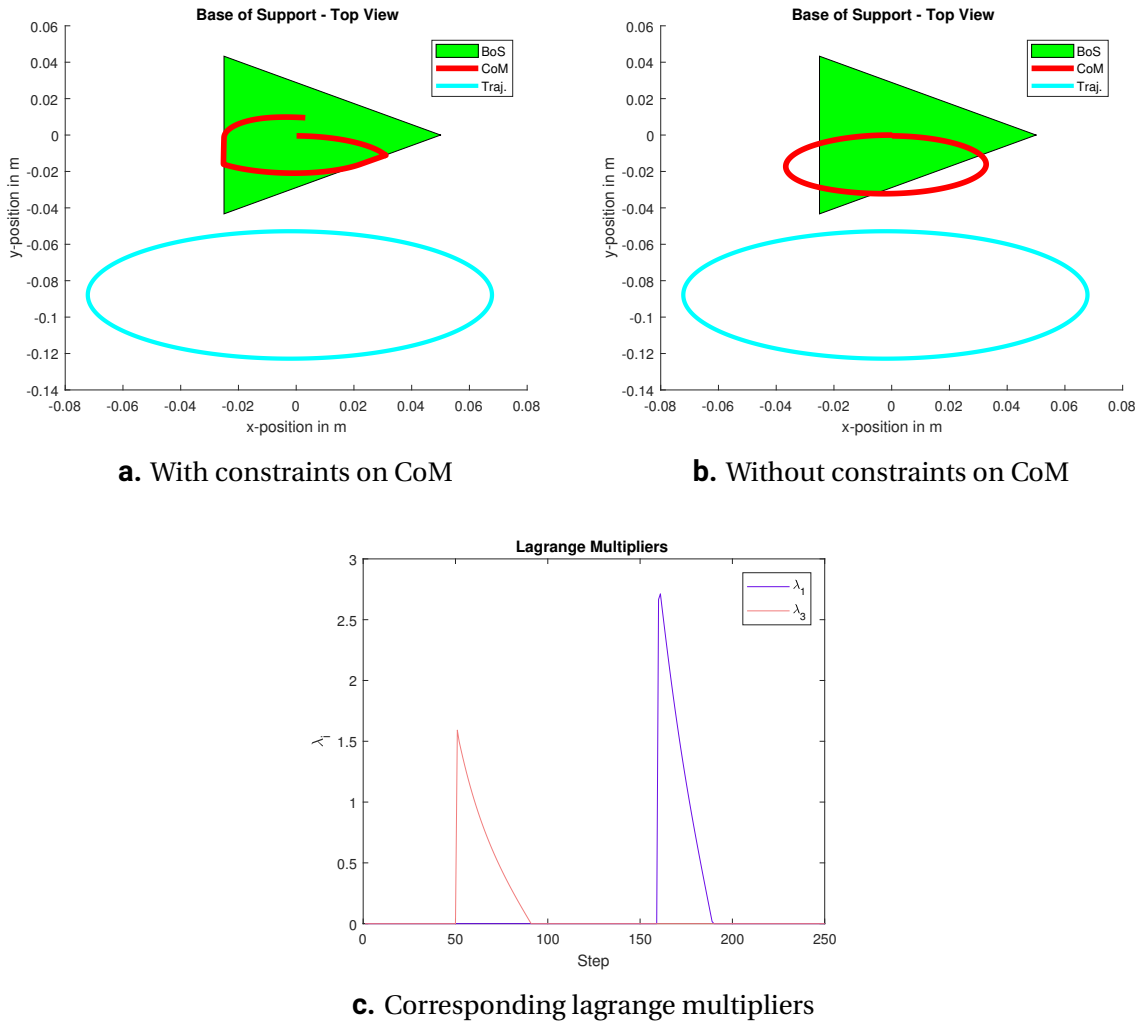 Base of Support - Top View
0.06
0.04
0.02
0
-0.02
-0.04
-0.06
-0.08
-0.1
-0.12
-0.14
y-position in m
BoS
CoM
Traj.
-0.08
-0.06
-0.04
-0.02
0
0.02
0.04
0.06
0.08
x-position in m
a. With constraints on CoM
Base of Support - Top View
0.06
0.04
0.02
0
-0.02
-0.04
-0.06
-0.08
-0.1
-0.12
-0.14
y-position in m
BoS
CoM
Traj.
-0.08
-0.06
-0.04
-0.02
0
0.02
0.04
0.06
0.08
x-position in m
b. Without constraints on CoM
Lagrange Multipliers
3
2.5
2
1.5
1
0.5
0
λi
λ1
λ3
0
50
100
150
200
250
Step
c. Corresponding lagrange multipliers